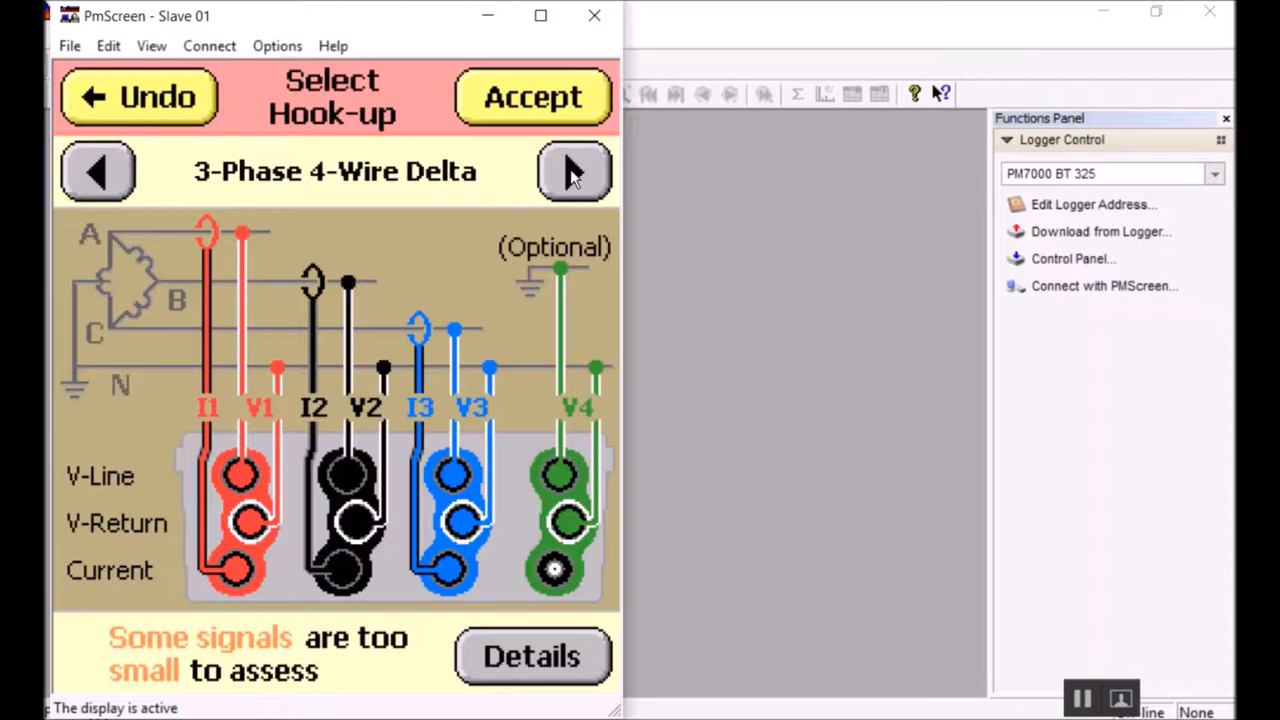 PmScreen - Slave 01
File Edit View Connect Options Help
Undo
Select
Hook-up
Accept
3-Phase 4-Wire Delta
A
B
C
N
(Optional)
I1 V1 I2 V2 I3 V3 V4
V-Line
V-Return
Current
Some signals are too
small to assess
Details
The display is active
Functions Panel
Logger Control
PM7000 BT 325
Edit Logger Address...
Download from Logger...
Control Panel...
Connect with PMScreen...
None